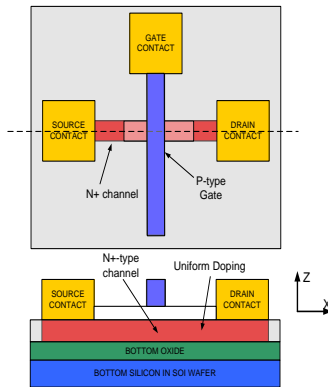 GATE
CONTACT
SOURCE
CONTACT
DRAIN
CONTACT
N+ channel
P-type
Gate
N+-type
channel
Uniform Doping
SOURCE
CONTACT
DRAIN
CONTACT
Z
X
BOTTOM OXIDE
BOTTOM SILICON IN SOI WAFER